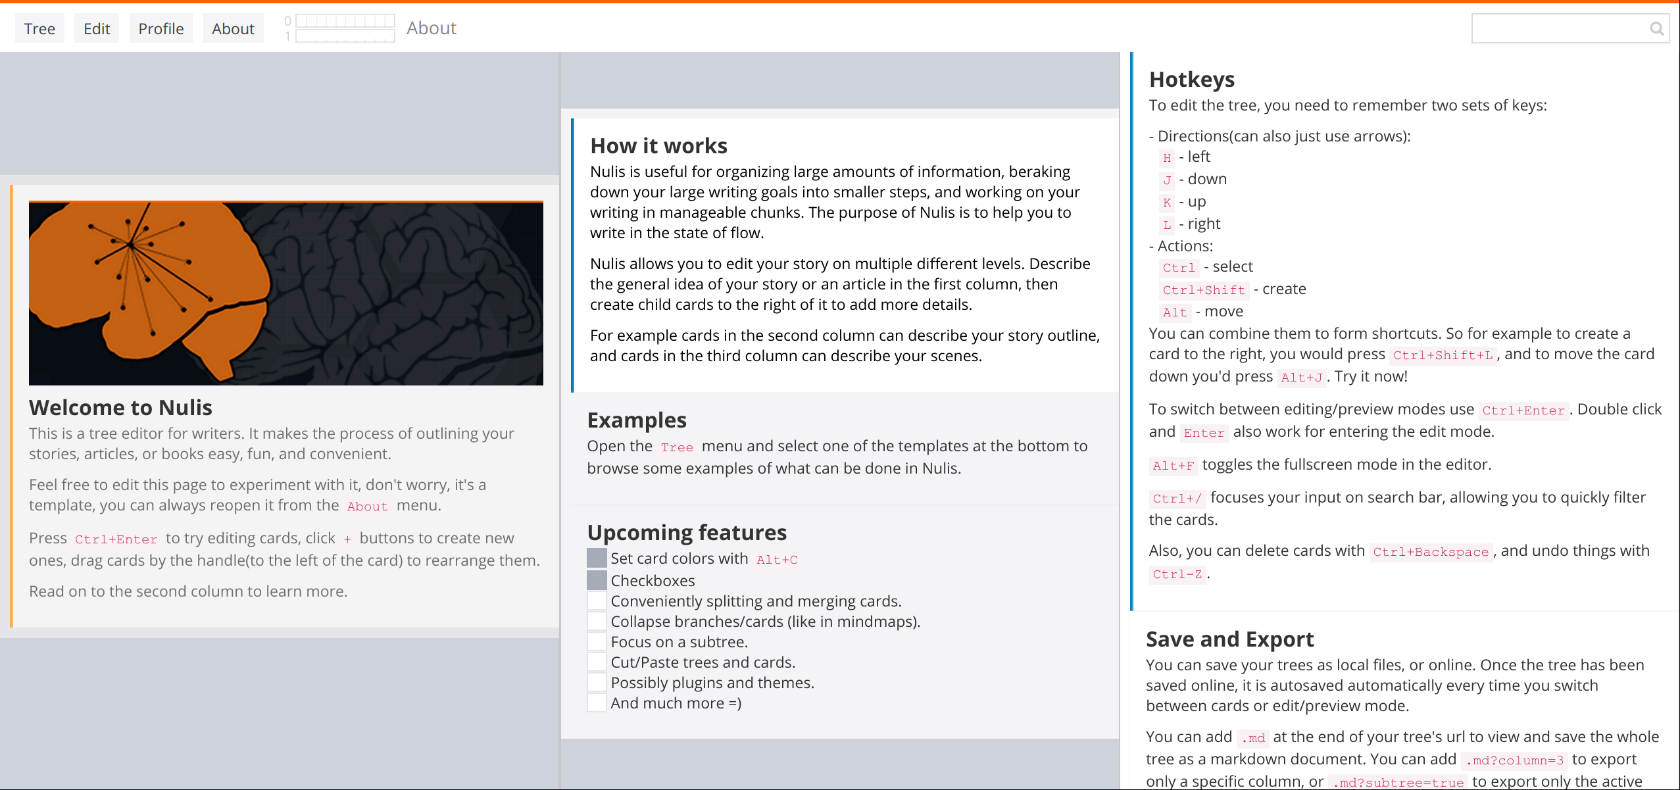 Tree Edit Profile About 0 1 About
Welcome to Nulis
This is a tree editor for writers. It makes the process of outlining your
stories, articles, or books easy, fun, and convenient.
Feel free to edit this page to experiment with it, don't worry, it's a
template, you can always reopen it from the About menu.
Press Ctrl+Enter to try editing cards, click + buttons to create new
ones, drag cards by the handle(to the left of the card) to rearrange them.
Read on to the second column to learn more.
How it works
Nulis is useful for organizing large amounts of information, beraking
down your large writing goals into smaller steps, and working on your
writing in manageable chunks. The purpose of Nulis is to help you to
write in the state of flow.
Nulis allows you to edit your story on multiple different levels. Describe
the general idea of your story or an article in the first column, then
create child cards to the right of it to add more details.
For example cards in the second column can describe your story outline,
and cards in the third column can describe your scenes.
Examples
Open the Tree menu and select one of the templates at the bottom to
browse some examples of what can be done in Nulis.
Upcoming features
Set card colors with Alt+C
Checkboxes
Conveniently splitting and merging cards.
Collapse branches/cards (like in mindmaps).
Focus on a subtree.
Cut/Paste trees and cards.
Possibly plugins and themes.
And much more =)
Hotkeys
To edit the tree, you need to remember two sets of keys:
- Directions(can also just use arrows):
H - left
J - down
K - up
L - right
- Actions:
Ctrl - select
Ctrl+Shift - create
Alt - move
You can combine them to form shortcuts. So for example to create a
card to the right, you would press Ctrl+Shift+L, and to move the card
down you'd press Alt+J. Try it now!
To switch between editing/preview modes use Ctrl+Enter. Double click
and Enter also work for entering the edit mode.
Alt+F toggles the fullscreen mode in the editor.
Ctrl+/ focuses your input on search bar, allowing you to quickly filter
the cards.
Also, you can delete cards with Ctrl+Backspace, and undo things with
Ctrl-Z.
Save and Export
You can save your trees as local files, or online. Once the tree has been
saved online, it is autosaved automatically every time you switch
between cards or edit/preview mode.
You can add .md at the end of your tree's url to view and save the whole
tree as a markdown document. You can add .md?column=3 to export
only a specific column, or .md?subtree=true to export only the active